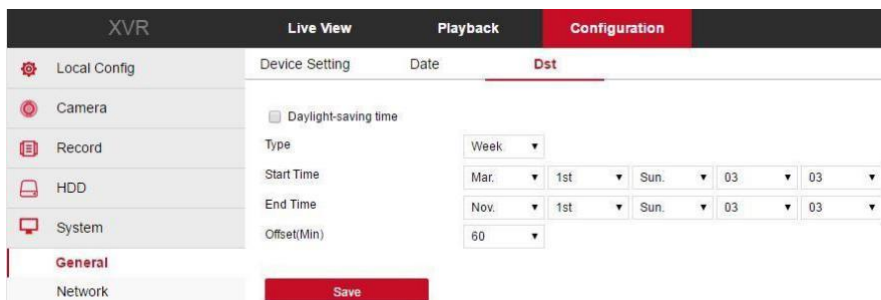 XVR Live View Playback Configuration
Local Config Device Setting Date Dst
Camera Daylight-saving time
Record Type Week
HDD Start Time Mar. 1st Sun. 03 03
End Time Nov. 1st Sun. 03 03
System Offset(Min) 60
General
Network Save